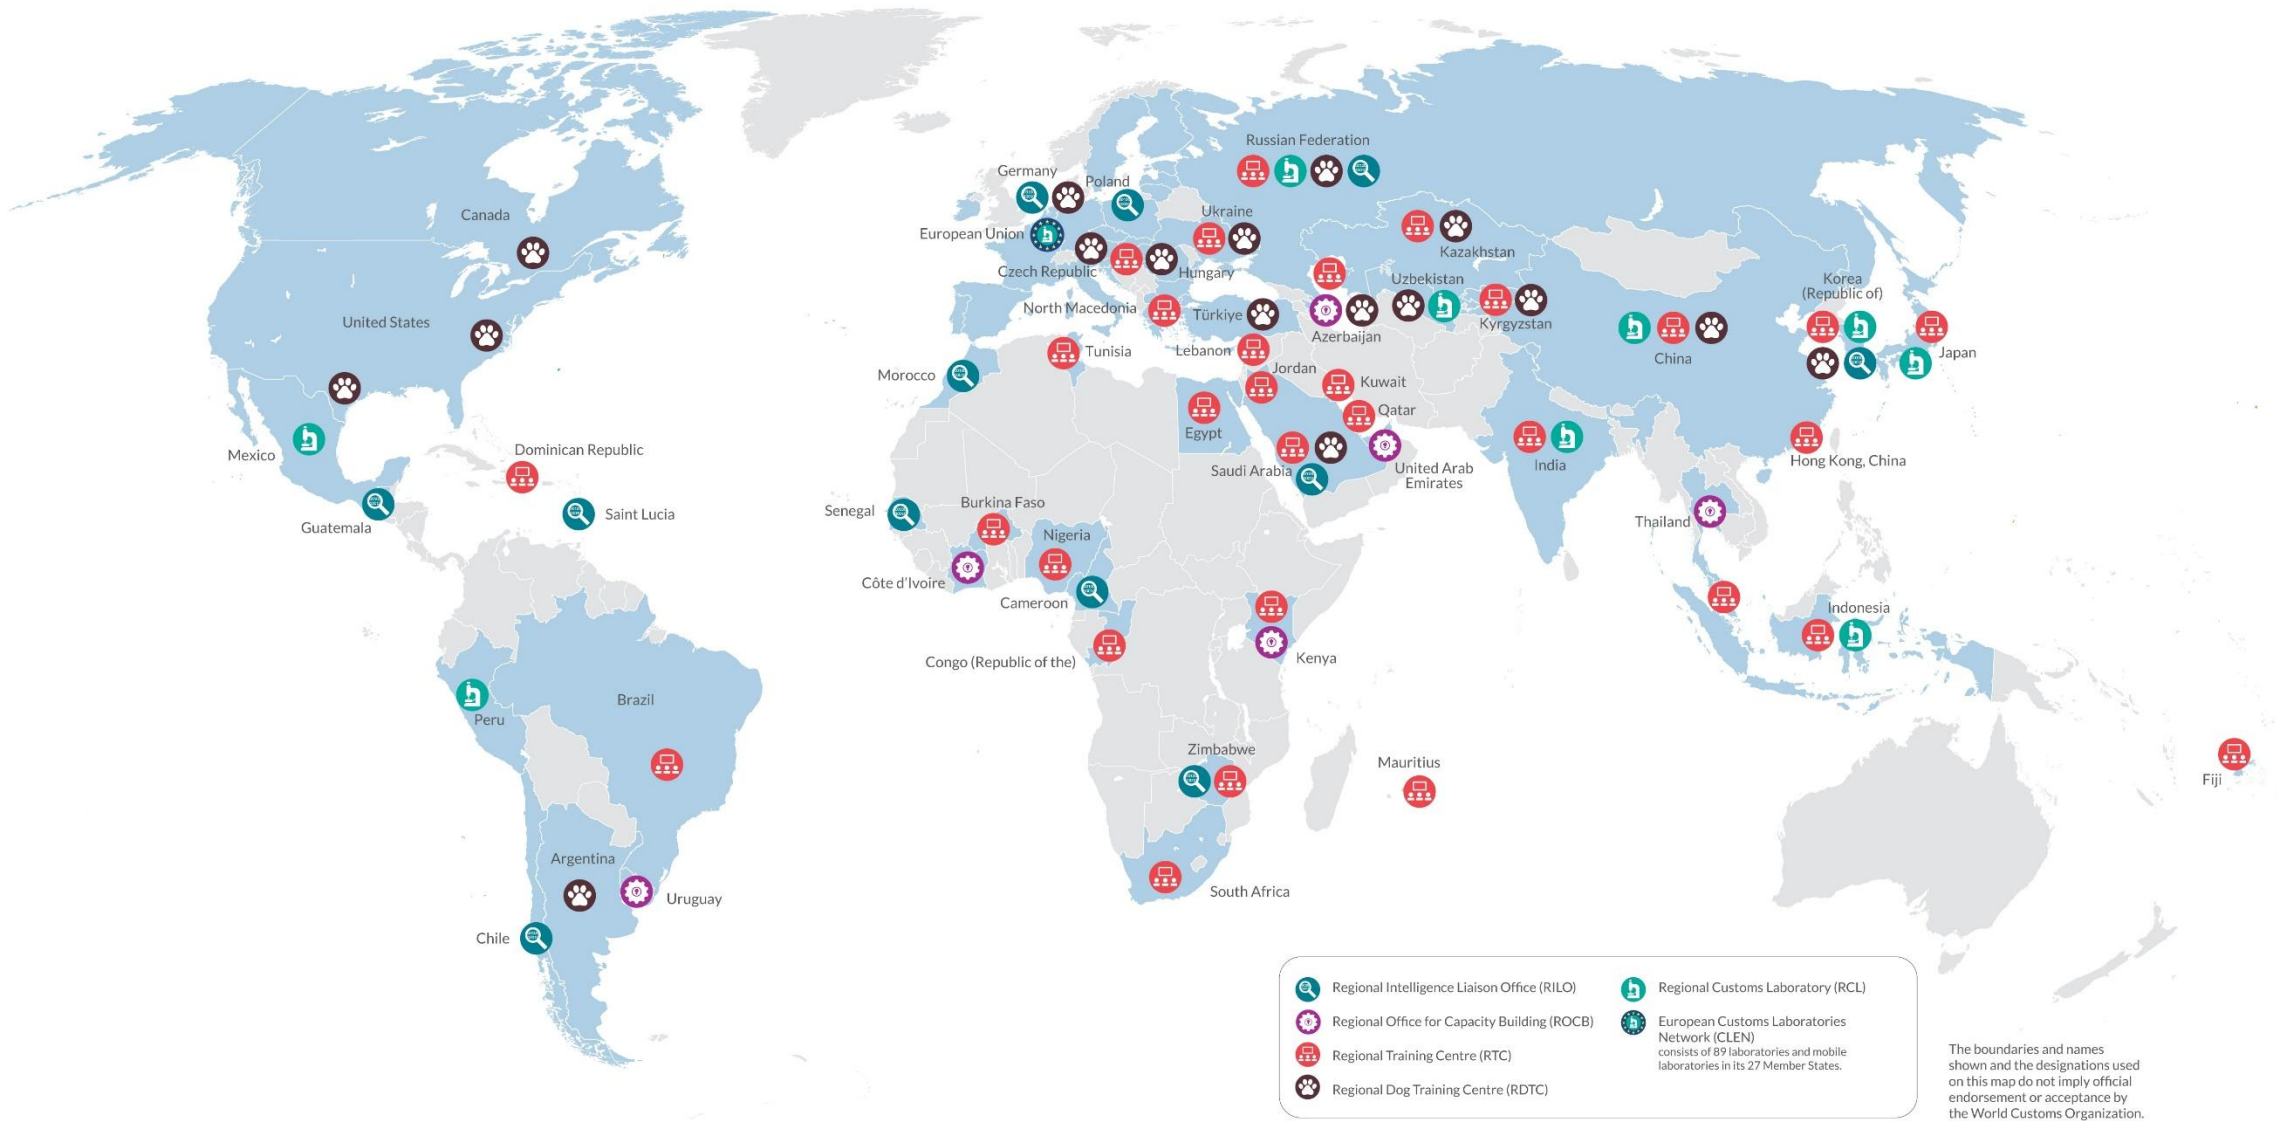 Russian Federation
Germany
Poland
Canada
Ukraine
European Union
Kazakhstan
Czech Republic
Hungary
Uzbekistan
Korea
(Republic of)
North Macedonia
Türkiye
United States
Kyrgyzstan
Azerbaijan
Tunisia
Lebanon
China
Japan
Morocco
Jordan
Kuwait
Qatar
Egypt
Mexico
Dominican Republic
Saudi Arabia
United Arab
Emirates
India
Hong Kong, China
Guatemala
Saint Lucia
Senegal
Burkina Faso
Nigeria
Thailand
Côte d'Ivoire
Cameroon
Indonesia
Congo (Republic of the)
Kenya
Brazil
Peru
Zimbabwe
Mauritius
Fiji
Argentina
South Africa
Uruguay
Chile
Regional Intelligence Liaison Office (RILO)
Regional Office for Capacity Building (ROCB)
Regional Training Centre (RTC)
Regional Dog Training Centre (RDTC)
Regional Customs Laboratory (RCL)
European Customs Laboratories
Network (CLEN)
consists of 89 laboratories and mobile
laboratories in its 27 Member States.
The boundaries and names
shown and the designations used
on this map do not imply official
endorsement or acceptance by
the World Customs Organization.